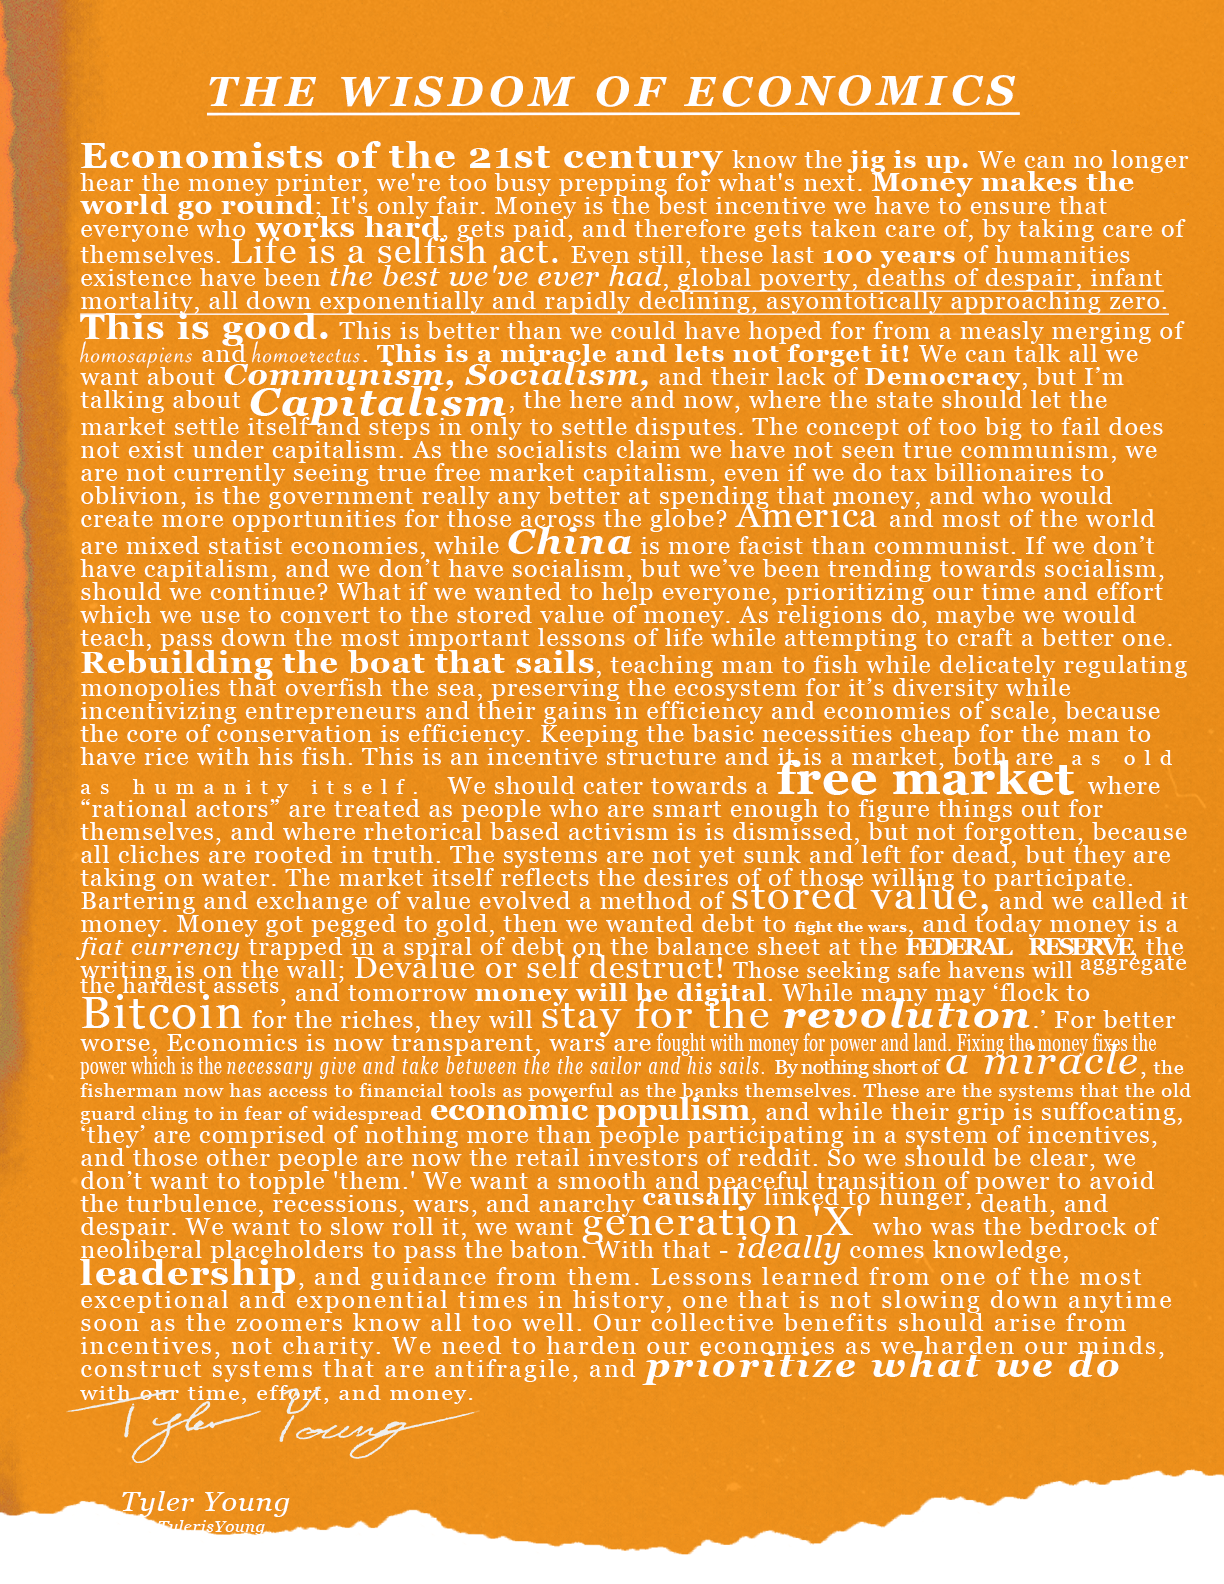 THE WISDOM OF ECONOMICS
Economists of the 21st century know the jig is up. We can no longer
hear the money printer, we're too busy prepping for what's next. Money makes the
world go round; It's only fair. Money is the best incentive we have to ensure that
everyone who works hard, gets paid, and therefore gets taken care of, by taking care of
themselves. Life is a selfish act. Even still, these last 100 years of humanities
existence have been the best we've ever had, global poverty, deaths of despair, infant
mortality, all down exponentially and rapidly declining, asyomtotically approaching zero.
This is good. This is better than we could have hoped for from a measly merging of
homosapiens and homoerectus. This is a miracle and lets not forget it! We can talk all we
want about Communism, Socialism, and their lack of Democracy, but I’m
talking about Capitalism, the here and now, where the state should let the
market settle itself and steps in only to settle disputes. The concept of too big to fail does
not exist under capitalism. As the socialists claim we have not seen true communism, we
are not currently seeing true free market capitalism, even if we do tax billionaires to
oblivion, is the government really any better at spending that money, and who would
create more opportunities for those across the globe? America and most of the world
are mixed statist economies, while China is more facist than communist. If we don’t
have capitalism, and we don’t have socialism, but we’ve been trending towards socialism,
should we continue? What if we wanted to help everyone, prioritizing our time and effort
which we use to convert to the stored value of money. As religions do, maybe we would
teach, pass down the most important lessons of life while attempting to craft a better one.
Rebuilding the boat that sails, teaching man to fish while delicately regulating
monopolies that overfish the sea, preserving the ecosystem for it’s diversity while
incentivizing entrepreneurs and their gains in efficiency and economies of scale, because
the core of conservation is efficiency. Keeping the basic necessities cheap for the man to
have rice with his fish. This is an incentive structure and it is a market, both are as old
as humanity itself. We should cater towards a free market where
“rational actors” are treated as people who are smart enough to figure things out for
themselves, and where rhetorical based activism is is dismissed, but not forgotten, because
all cliches are rooted in truth. The systems are not yet sunk and left for dead, but they are
taking on water. The market itself reflects the desires of of those willing to participate.
Bartering and exchange of value evolved a method of stored value, and we called it
money. Money got pegged to gold, then we wanted debt to fight the wars, and today money is a
fiat currency trapped in a spiral of debt on the balance sheet at the FEDERAL RESERVE, the
writing is on the wall; Devalue or self destruct! Those seeking safe havens will aggregate
the hardest assets, and tomorrow money will be digital. While many may ‘flock to
Bitcoin for the riches, they will stay for the revolution.’ For better
worse, Economics is now transparent, wars are fought with money for power and land. Fixing the money fixes the
power which is the necessary give and take between the the sailor and his sails. By nothing short of a miracle, the
fisherman now has access to financial tools as powerful as the banks themselves. These are the systems that the old
guard cling to in fear of widespread economic populism, and while their grip is suffocating,
‘they’ are comprised of nothing more than people participating in a system of incentives,
and those other people are now the retail investors of reddit. So we should be clear, we
don’t want to topple 'them.' We want a smooth and peaceful transition of power to avoid
the turbulence, recessions, wars, and anarchy causally linked to hunger, death, and
despair. We want to slow roll it, we want generation 'X' who was the bedrock of
neoliberal placeholders to pass the baton. With that - ideally comes knowledge,
leadership, and guidance from them. Lessons learned from one of the most
exceptional and exponential times in history, one that is not slowing down anytime
soon as the zoomers know all too well. Our collective benefits should arise from
incentives, not charity. We need to harden our economies as we harden our minds,
construct systems that are antifragile, and prioritize what we do
with our time, effort, and money.
Tyler Young
Tyler Young
TylerisYoung